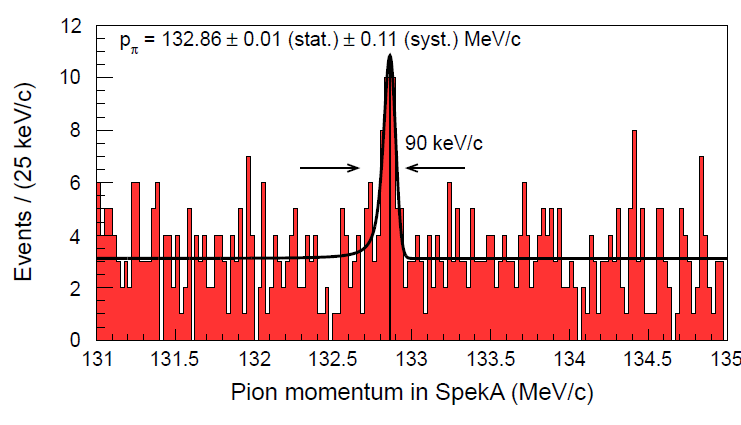 12
p_π = 132.86 ± 0.01 (stat.) ± 0.11 (syst.) MeV/c
10
8
90 keV/c
6
4
2
0
Events / (25 keV/c)
131 131.5 132 132.5 133 133.5 134 134.5 135
Pion momentum in SpekA (MeV/c)